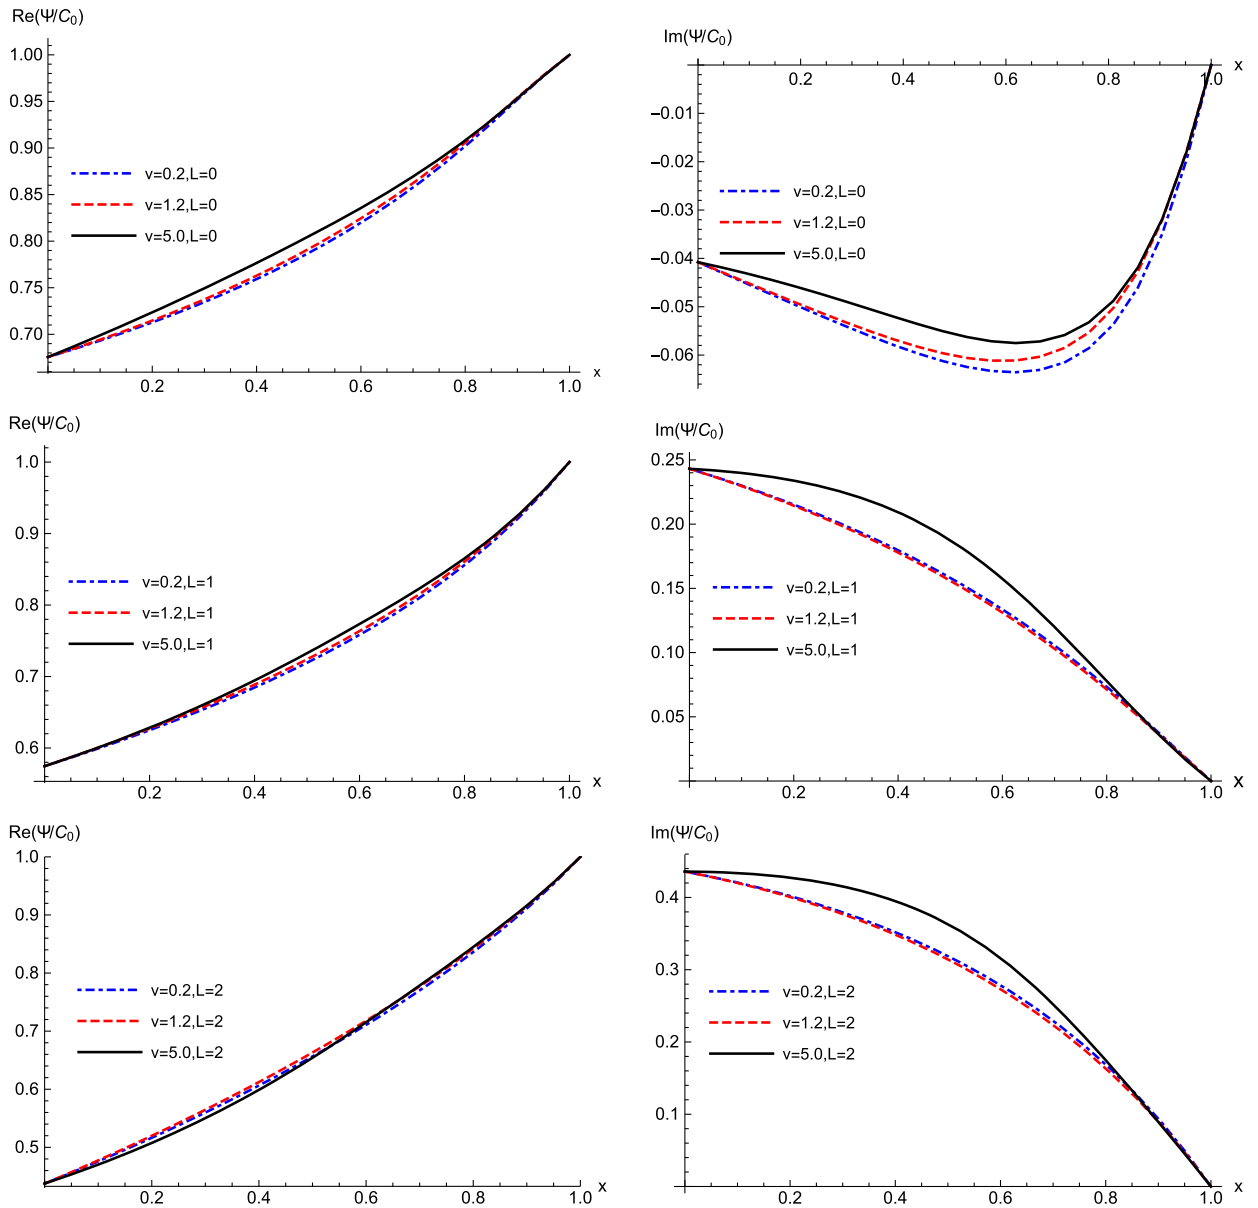 Re(Ψ/C₀)
1.00
0.95
0.90
0.85
0.80
0.75
0.70
v=0.2,L=0
v=1.2,L=0
v=5.0,L=0
0.2 0.4 0.6 0.8 1.0 x
Im(Ψ/C₀)
0.2 0.4 0.6 0.8 1.0 x
−0.01
−0.02
−0.03
−0.04
−0.05
−0.06
v=0.2,L=0
v=1.2,L=0
v=5.0,L=0
Re(Ψ/C₀)
1.0
0.9
0.8
0.7
0.6
v=0.2,L=1
v=1.2,L=1
v=5.0,L=1
0.2 0.4 0.6 0.8 1.0 x
Im(Ψ/C₀)
0.25
0.20
0.15
0.10
0.05
v=0.2,L=1
v=1.2,L=1
v=5.0,L=1
0.2 0.4 0.6 0.8 1.0 x
Re(Ψ/C₀)
1.0
0.9
0.8
0.7
0.6
0.5
v=0.2,L=2
v=1.2,L=2
v=5.0,L=2
0.2 0.4 0.6 0.8 1.0 x
Im(Ψ/C₀)
0.4
0.3
0.2
0.1
v=0.2,L=2
v=1.2,L=2
v=5.0,L=2
0.2 0.4 0.6 0.8 1.0 x